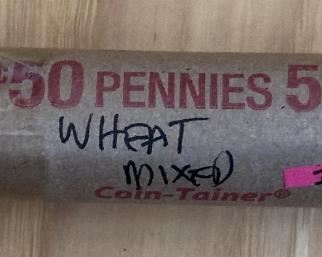 50 PENNIES 5
WHEAT
MIXED
Coin-Tainer®